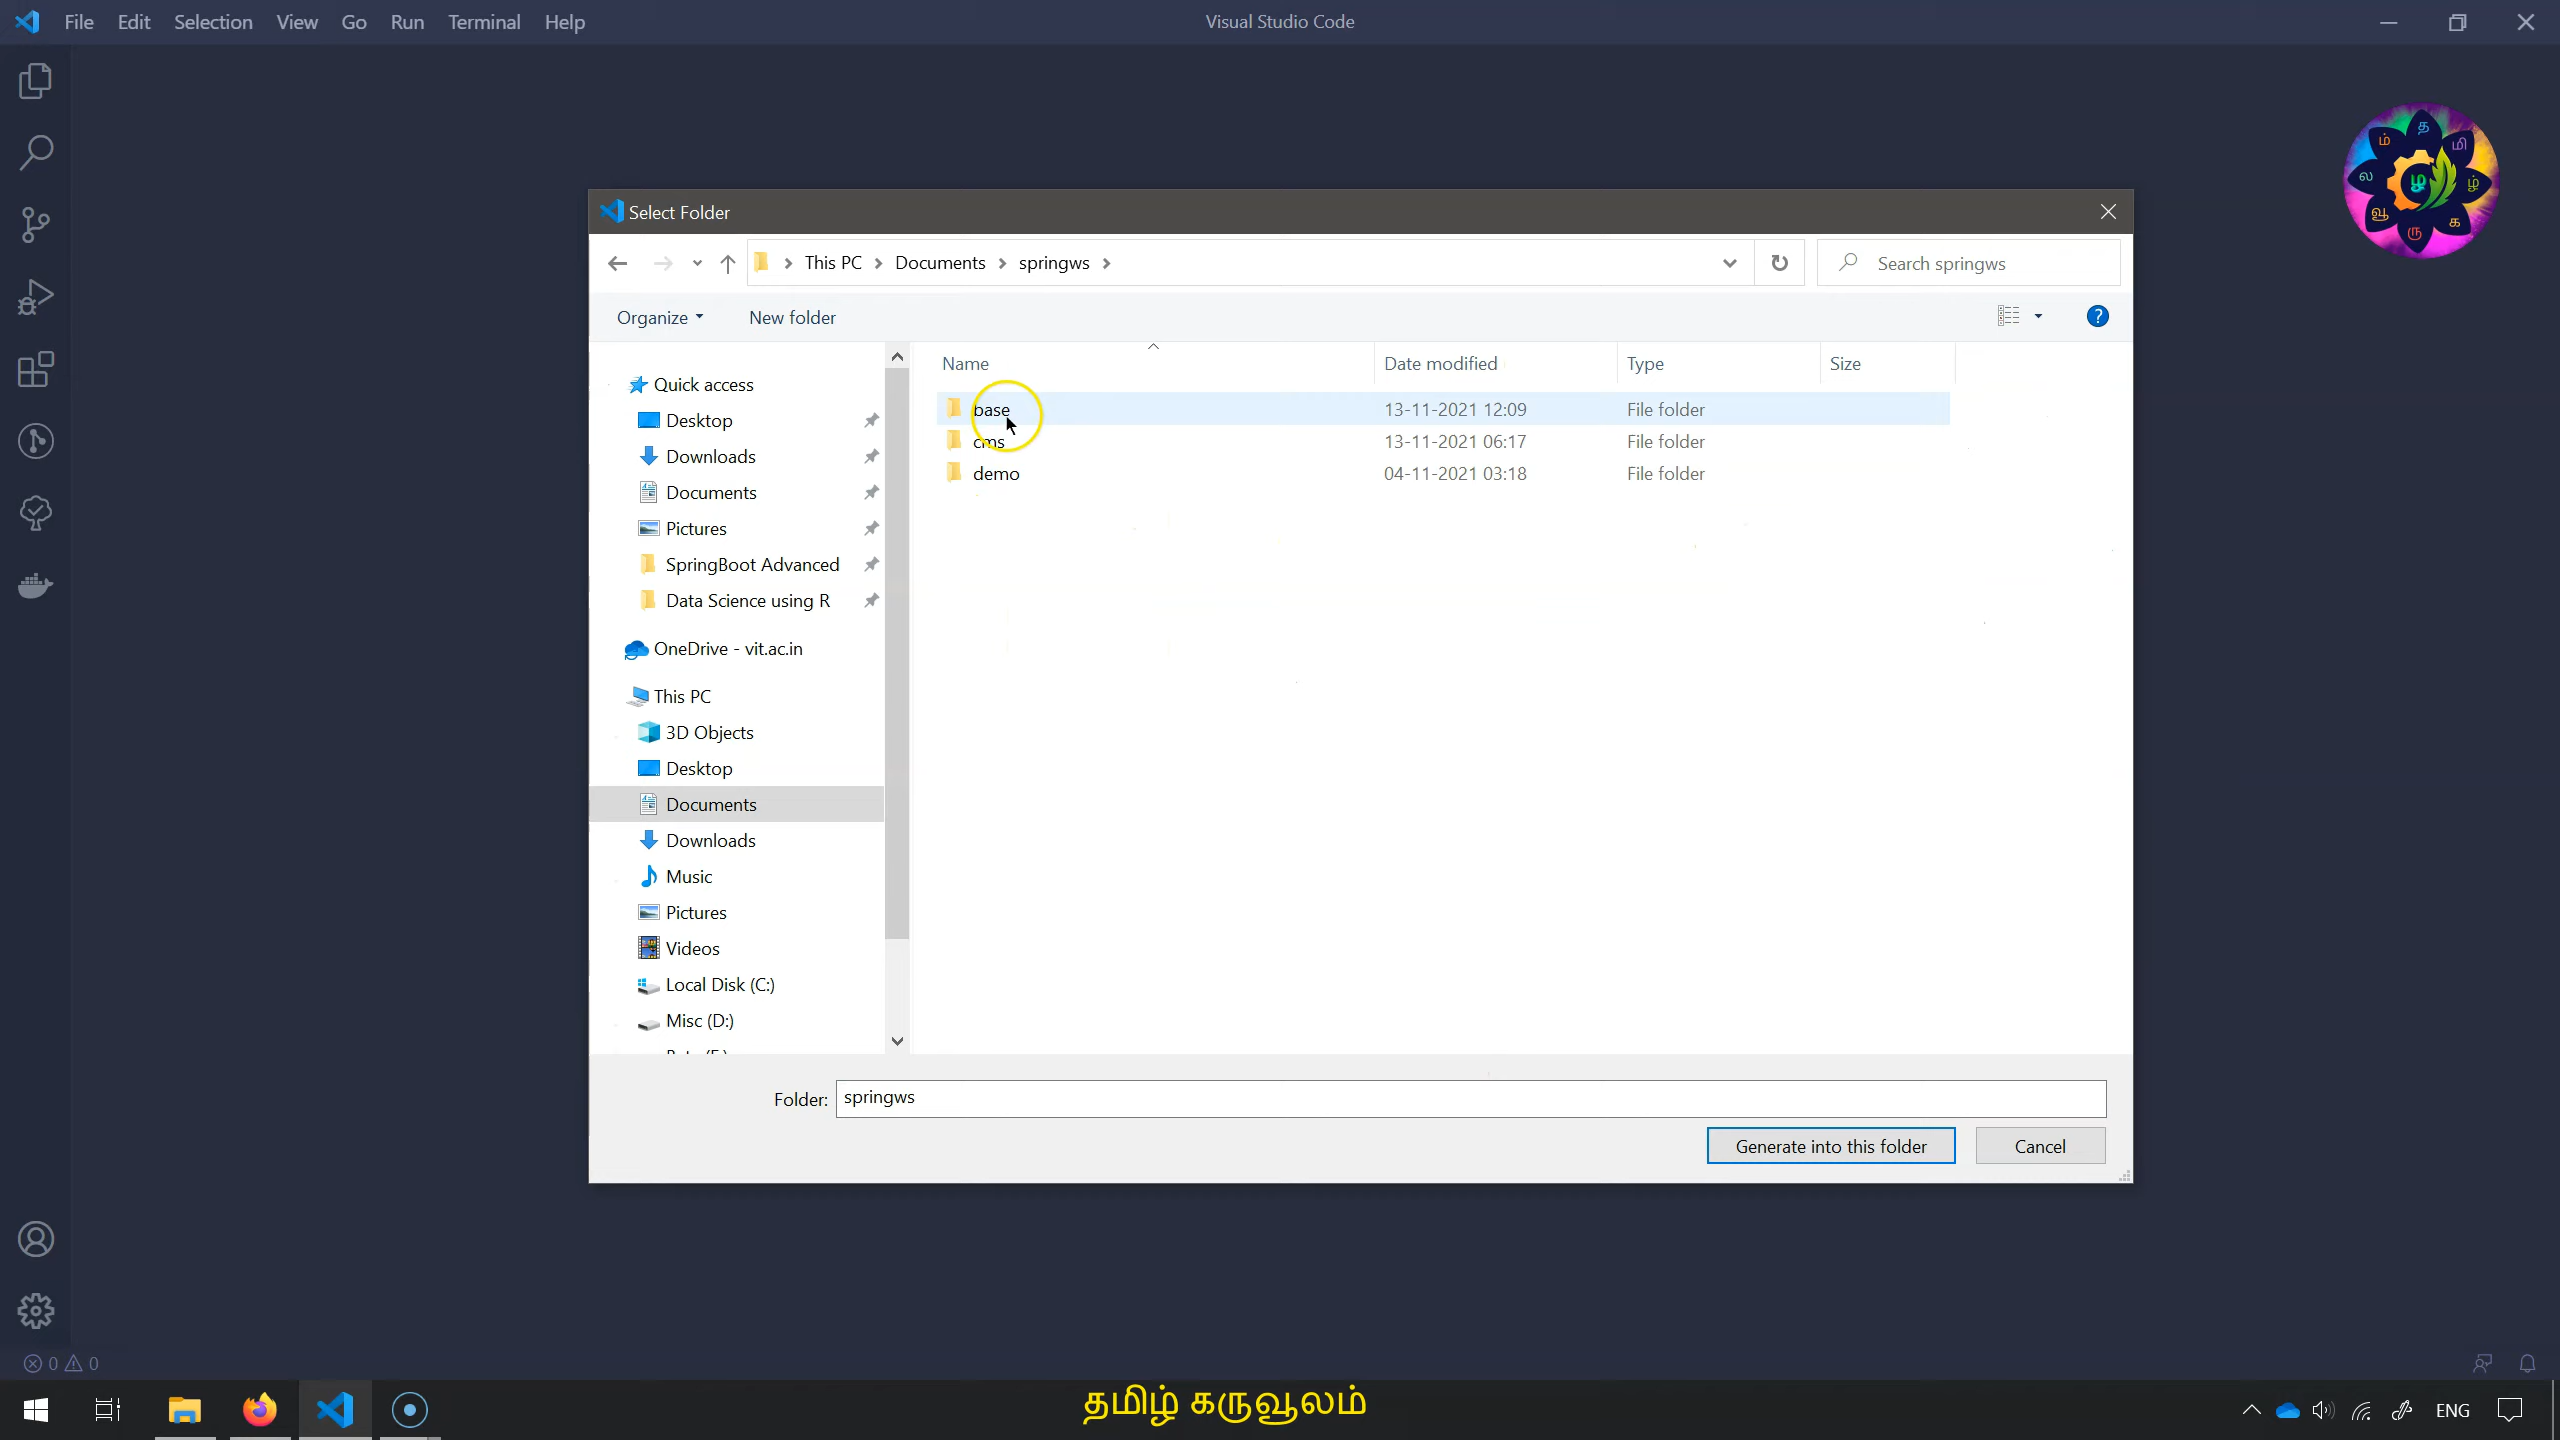 File Edit Selection View Go Run Terminal Help
Visual Studio Code
Select Folder
This PC Documents springws
Search springws
Organize New folder
Name Date modified Type Size
base 13-11-2021 12:09 File folder
cms 13-11-2021 06:17 File folder
demo 04-11-2021 03:18 File folder
Quick access
Desktop
Downloads
Documents
Pictures
SpringBoot Advanced
Data Science using R
OneDrive - vit.ac.in
This PC
3D Objects
Desktop
Documents
Downloads
Music
Pictures
Videos
Local Disk (C:)
Misc (D:)
Folder: springws
Generate into this folder Cancel
த
மி
ழ்
க
ரு
வூ
ல
ம்
ழ
0 0
தமிழ் கருவூலம்
ENG